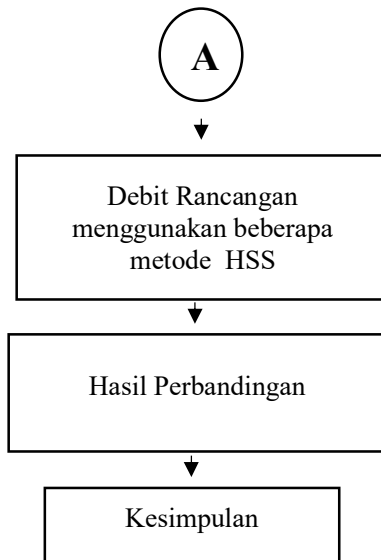 A
Debit Rancangan
menggunakan beberapa
metode HSS
Hasil Perbandingan
Kesimpulan